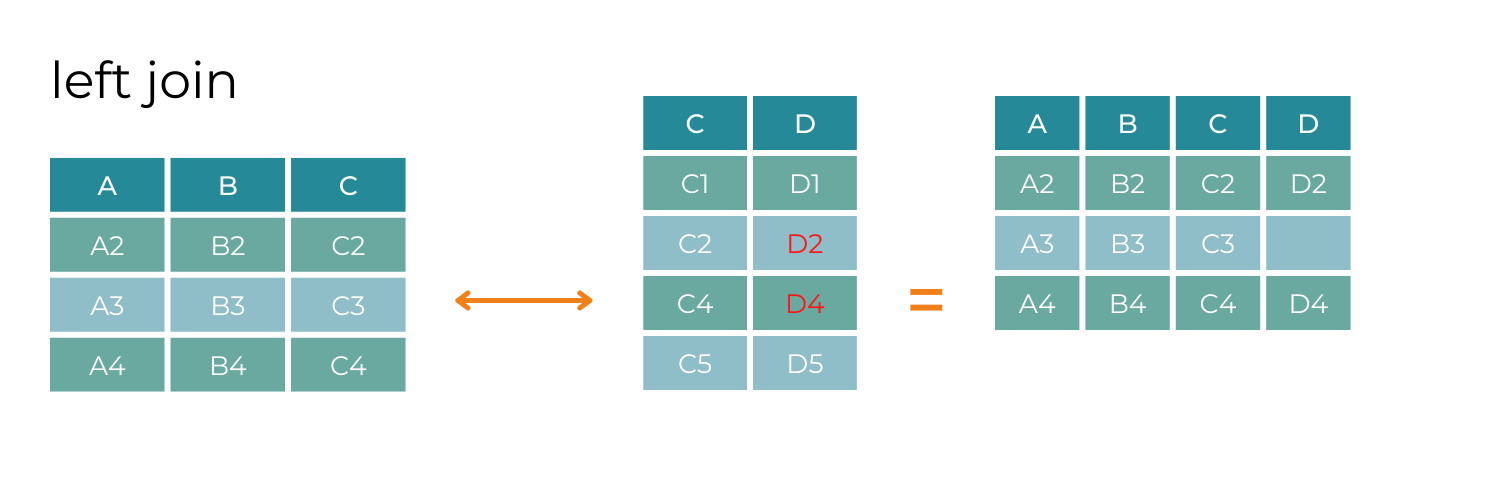 left join
A B C
A2 B2 C2
A3 B3 C3
A4 B4 C4
C D
C1 D1
C2 D2
C4 D4
C5 D5
=
A B C D
A2 B2 C2 D2
A3 B3 C3
A4 B4 C4 D4